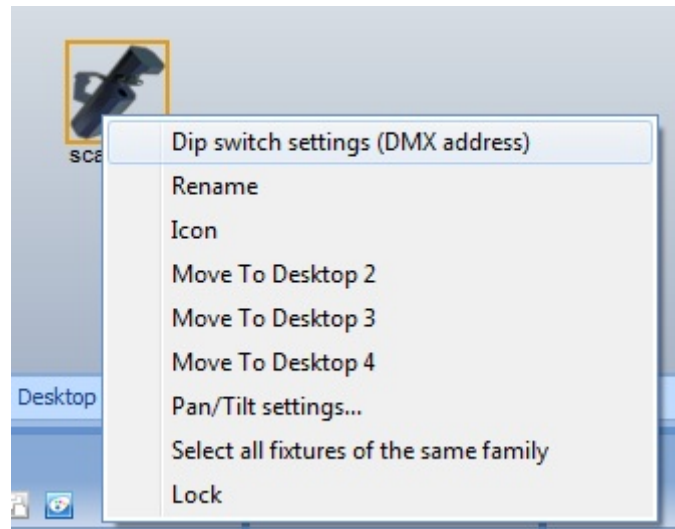 sca
Dip switch settings (DMX address)
Rename
Icon
Move To Desktop 2
Move To Desktop 3
Move To Desktop 4
Desktop
Pan/Tilt settings...
Select all fixtures of the same family
Lock